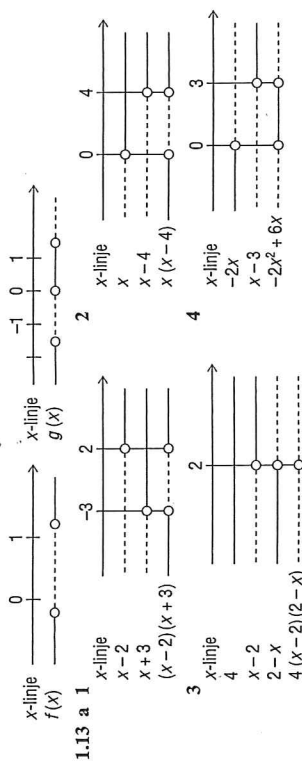 0 1
x-linje
f(x)
−1 0 1
x-linje
g(x)
1.13 a 1
−3 2
x-linje
x − 2
x + 3
(x − 2)(x + 3)
2
0 4
x-linje
x
x − 4
x(x − 4)
3
2
x-linje
4
x − 2
2 − x
4(x − 2)(2 − x)
4
0 3
x-linje
−2x
x − 3
−2x² + 6x